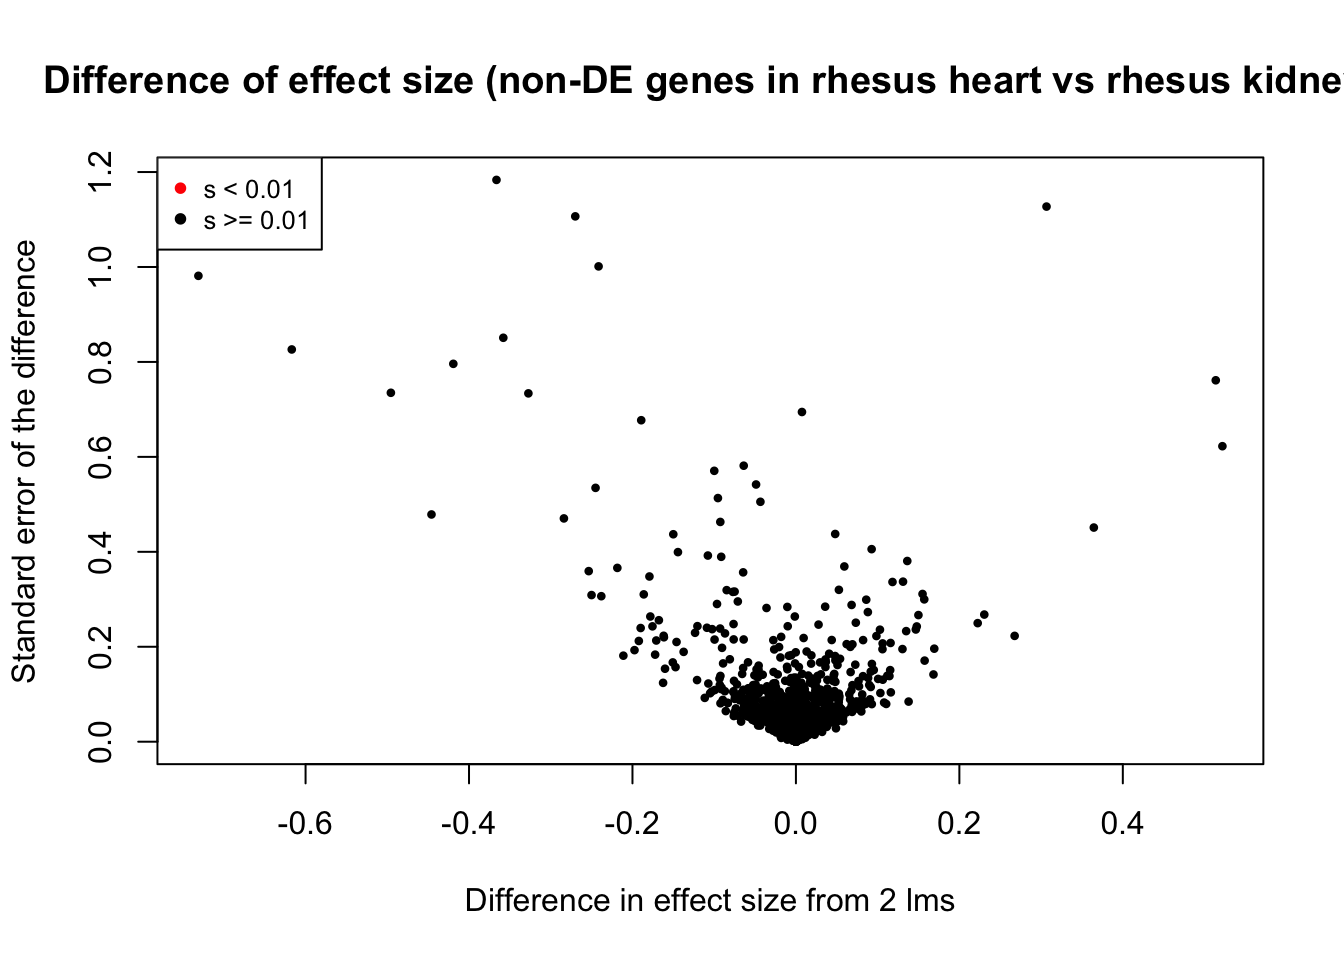 Difference of effect size (non-DE genes in rhesus heart vs rhesus kidne
s < 0.01
s >= 0.01
Standard error of the difference
1.2
1.0
0.8
0.6
0.4
0.2
0.0
-0.6 -0.4 -0.2 0.0 0.2 0.4
Difference in effect size from 2 lms